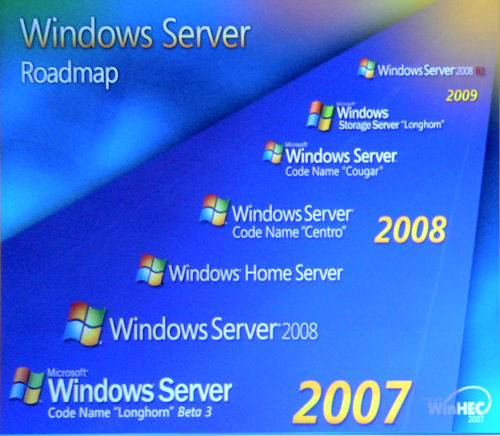 Windows Server
Roadmap
Windows Server 2008 R2
2009
Microsoft
Windows
Storage Server "Longhorn"
Microsoft
Windows Server
Code Name "Cougar"
Windows Server
Code Name "Centro"
2008
Windows Home Server
Windows Server 2008
Microsoft
Windows Server
Code Name "Longhorn" Beta 3
2007
Microsoft
WinHEC
2007